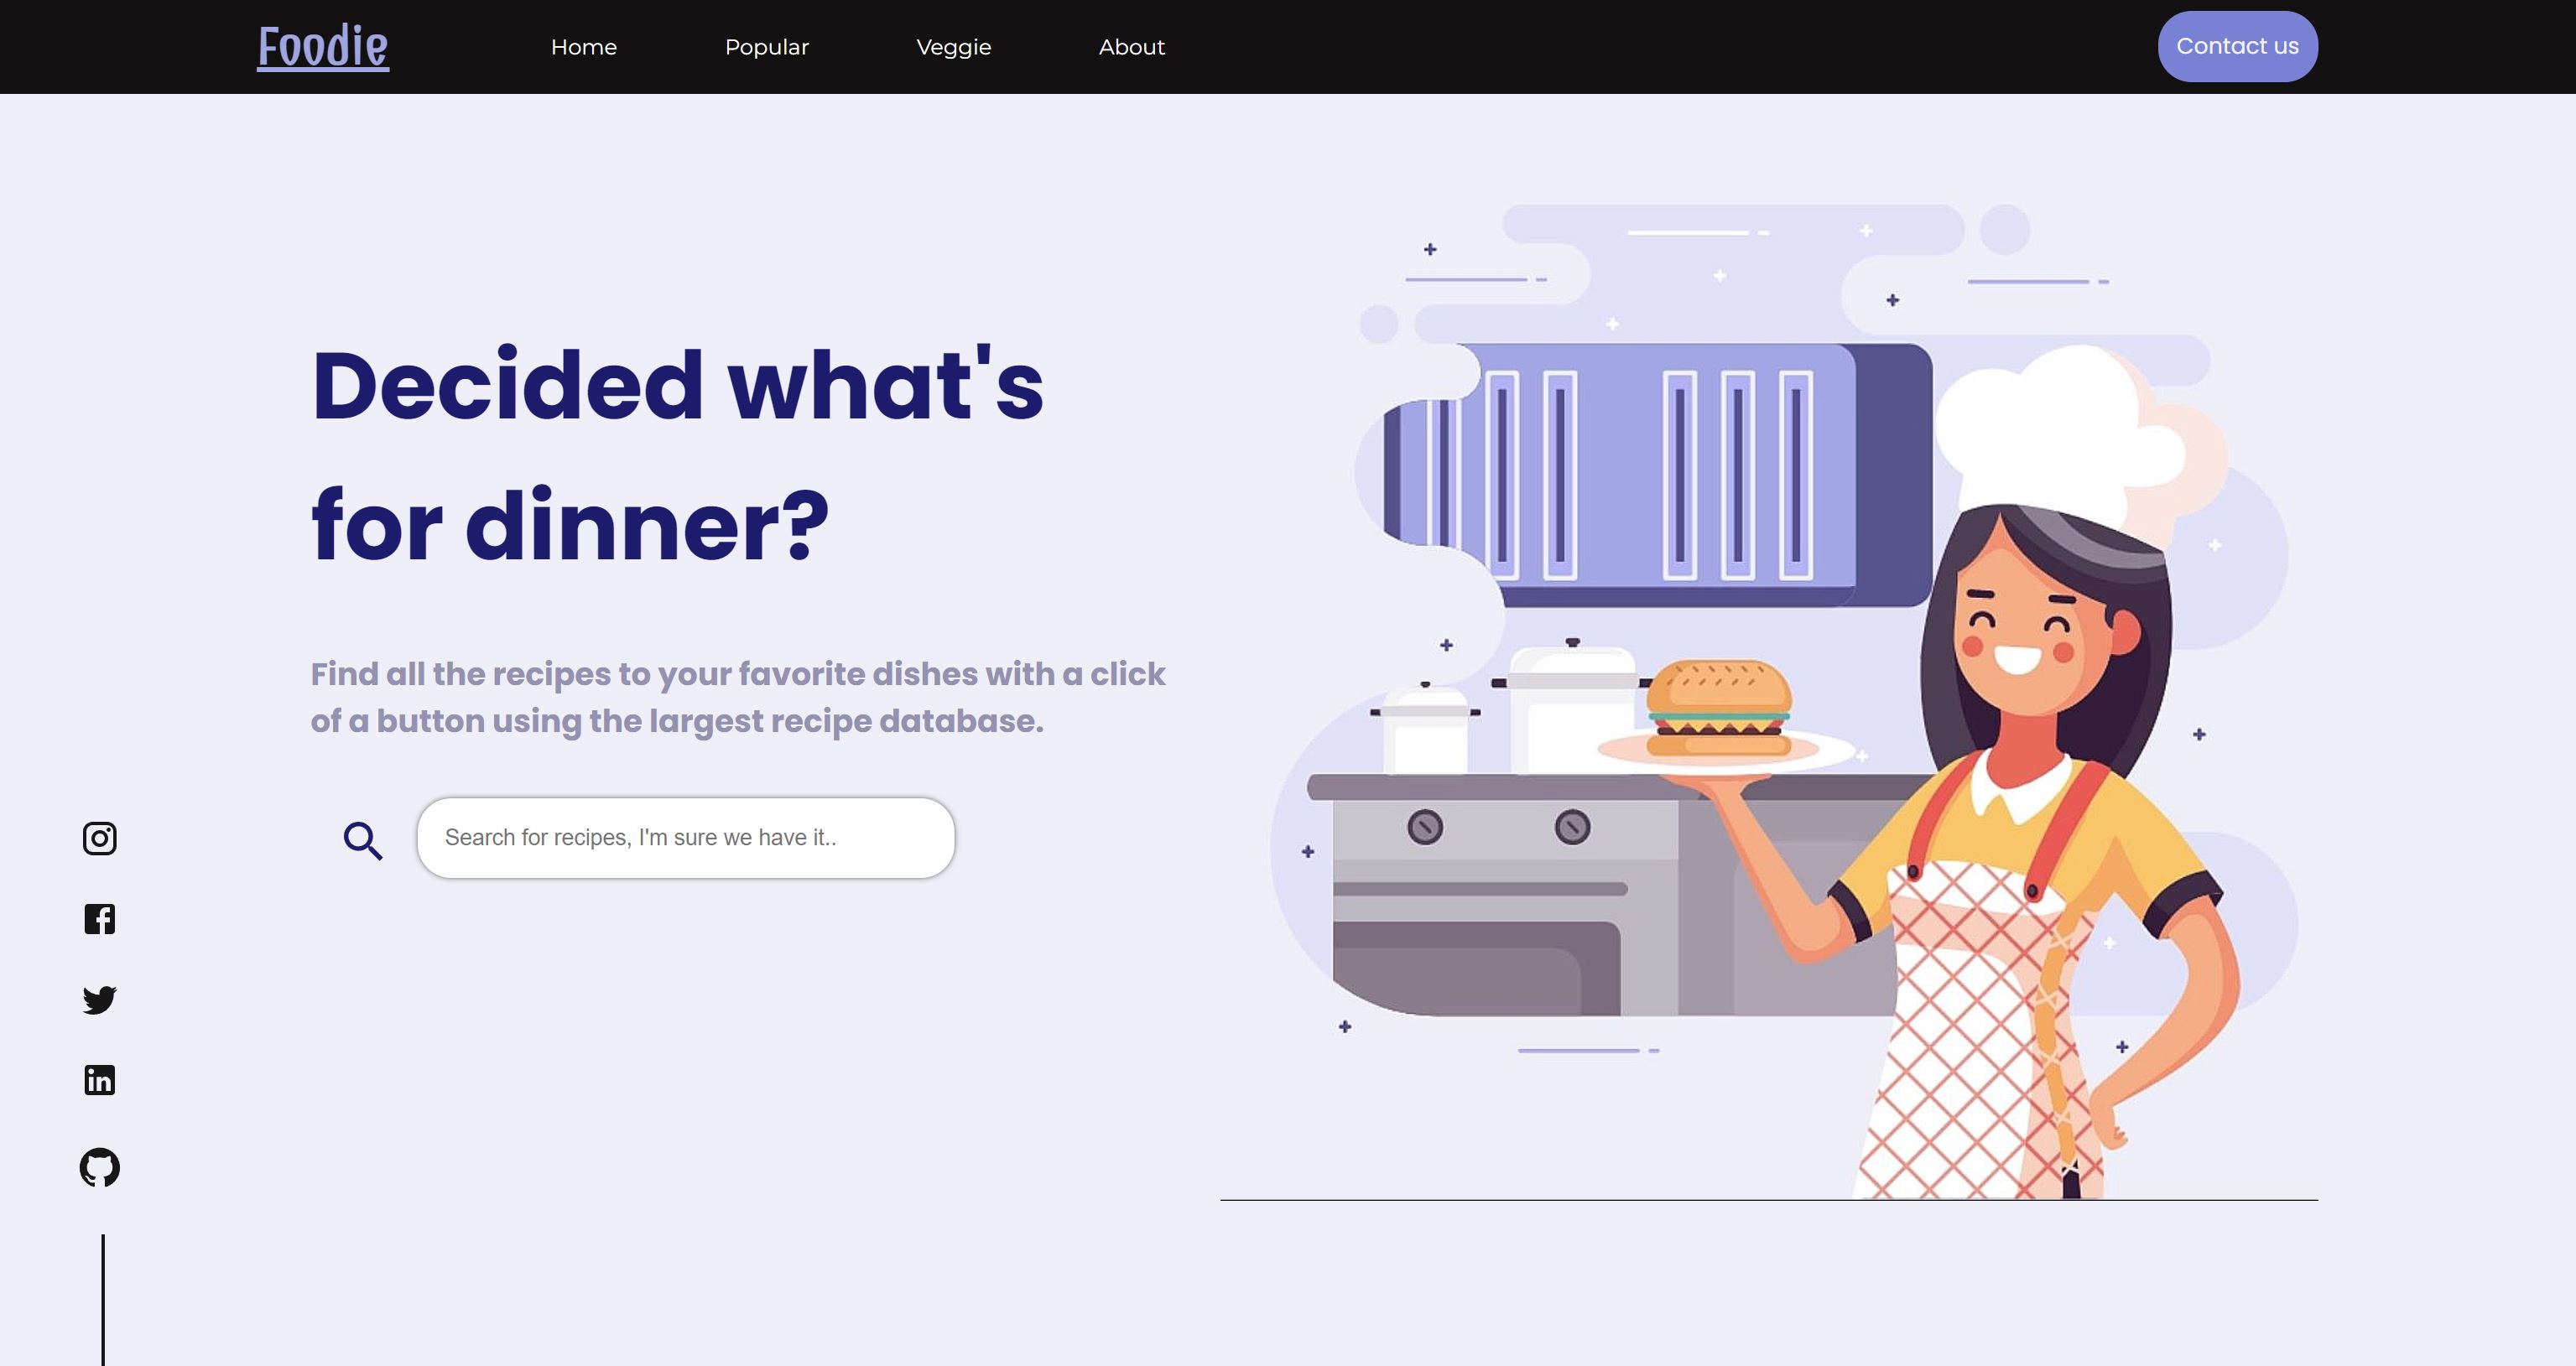 Foodie
Home
Popular
Veggie
About
Contact us
Decided what's
for dinner?
Find all the recipes to your favorite dishes with a click
of a button using the largest recipe database.
Search for recipes, I'm sure we have it..